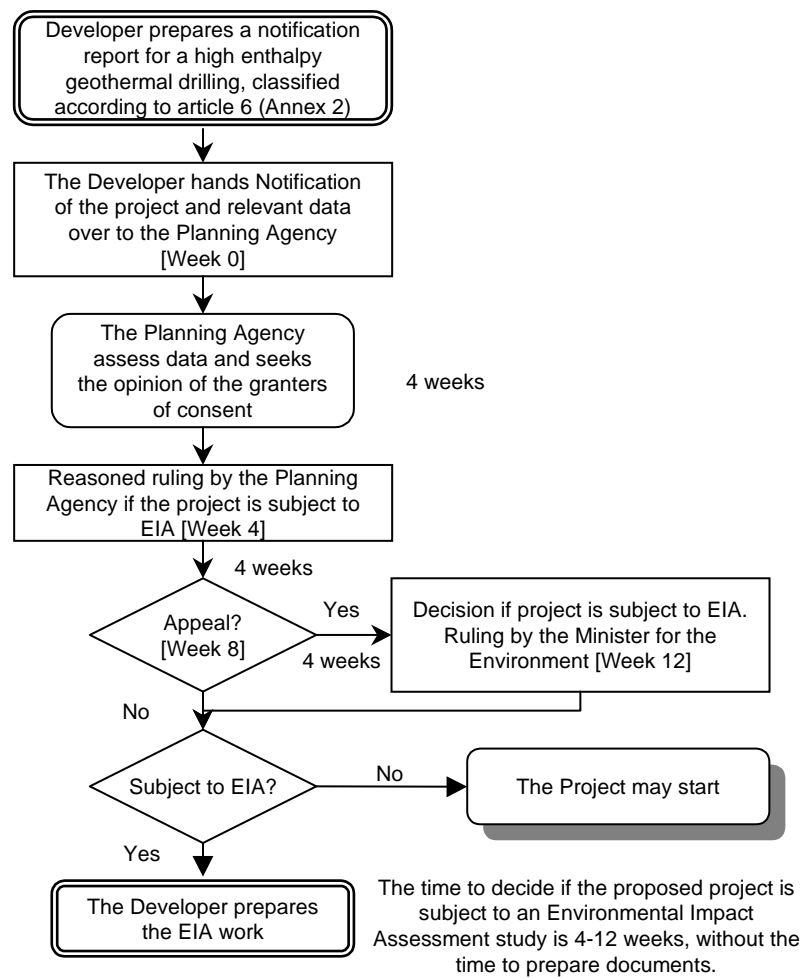 Developer prepares a notification
report for a high enthalpy
geothermal drilling, classified
according to article 6 (Annex 2)
The Developer hands Notification
of the project and relevant data
over to the Planning Agency
[Week 0]
The Planning Agency
assess data and seeks
the opinion of the granters
of consent
4 weeks
Reasoned ruling by the Planning
Agency if the project is subject to
EIA [Week 4]
4 weeks
Appeal?
[Week 8]
Yes
4 weeks
Decision if project is subject to EIA.
Ruling by the Minister for the
Environment [Week 12]
No
Subject to EIA?
No
The Project may start
Yes
The Developer prepares
the EIA work
The time to decide if the proposed project is
subject to an Environmental Impact
Assessment study is 4-12 weeks, without the
time to prepare documents.